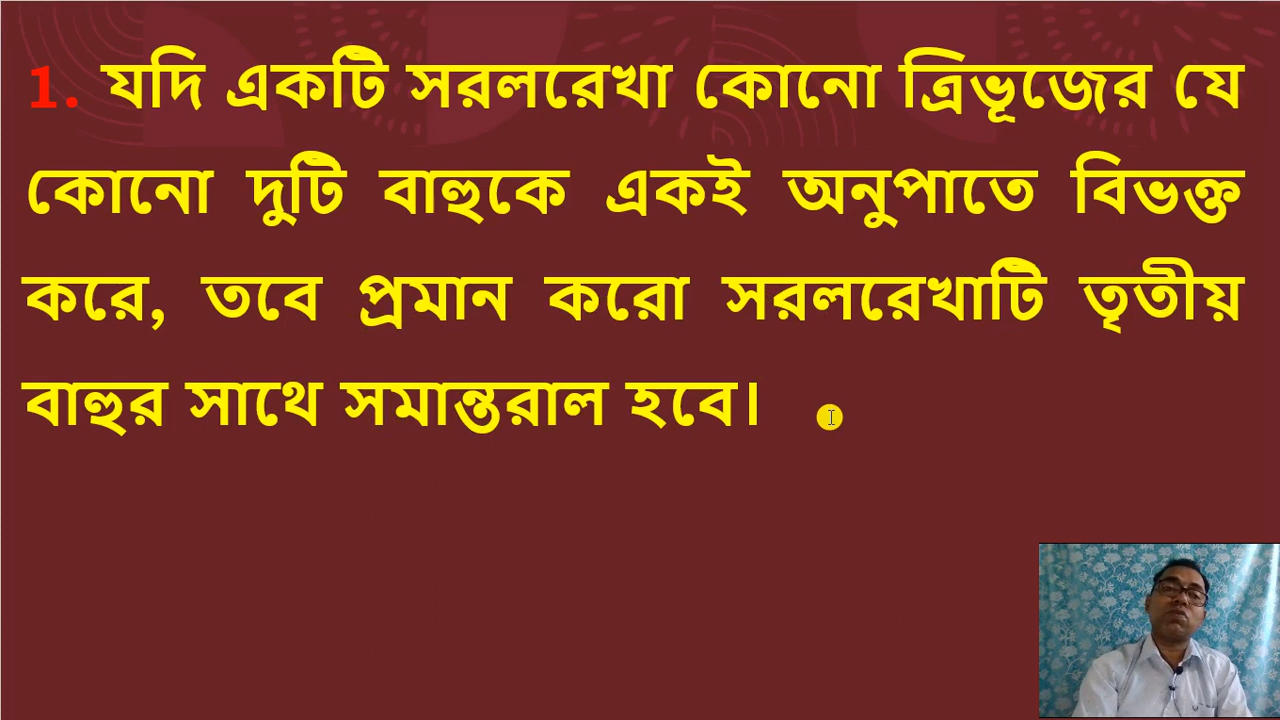 1. যদি একটি সরলরেখা কোনো ত্রিভূজের যে
কোনো দুটি বাহুকে একই অনুপাতে বিভক্ত
করে, তবে প্রমান করো সরলরেখাটি তৃতীয়
বাহুর সাথে সমান্তরাল হবে।